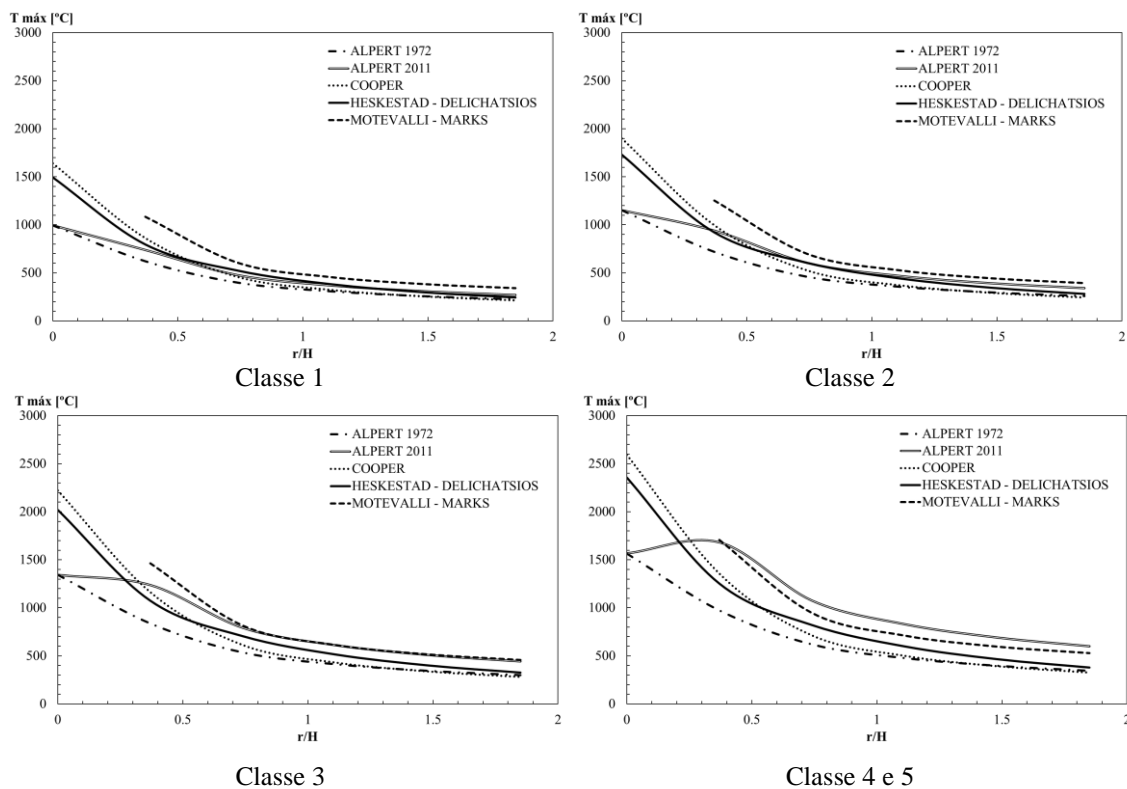 T máx [ºC]
3000
2500
2000
1500
1000
500
0
0
0.5
1
1.5
2
r/H
ALPERT 1972
ALPERT 2011
COOPER
HESKESTAD - DELICHATSIOS
MOTEVALLI - MARKS
Classe 1
T máx [ºC]
3000
2500
2000
1500
1000
500
0
0
0.5
1
1.5
2
r/H
ALPERT 1972
ALPERT 2011
COOPER
HESKESTAD - DELICHATSIOS
MOTEVALLI - MARKS
Classe 2
T máx [ºC]
3000
2500
2000
1500
1000
500
0
0
0.5
1
1.5
2
r/H
ALPERT 1972
ALPERT 2011
COOPER
HESKESTAD - DELICHATSIOS
MOTEVALLI - MARKS
Classe 3
T máx [ºC]
3000
2500
2000
1500
1000
500
0
0
0.5
1
1.5
2
r/H
ALPERT 1972
ALPERT 2011
COOPER
HESKESTAD - DELICHATSIOS
MOTEVALLI - MARKS
Classe 4 e 5